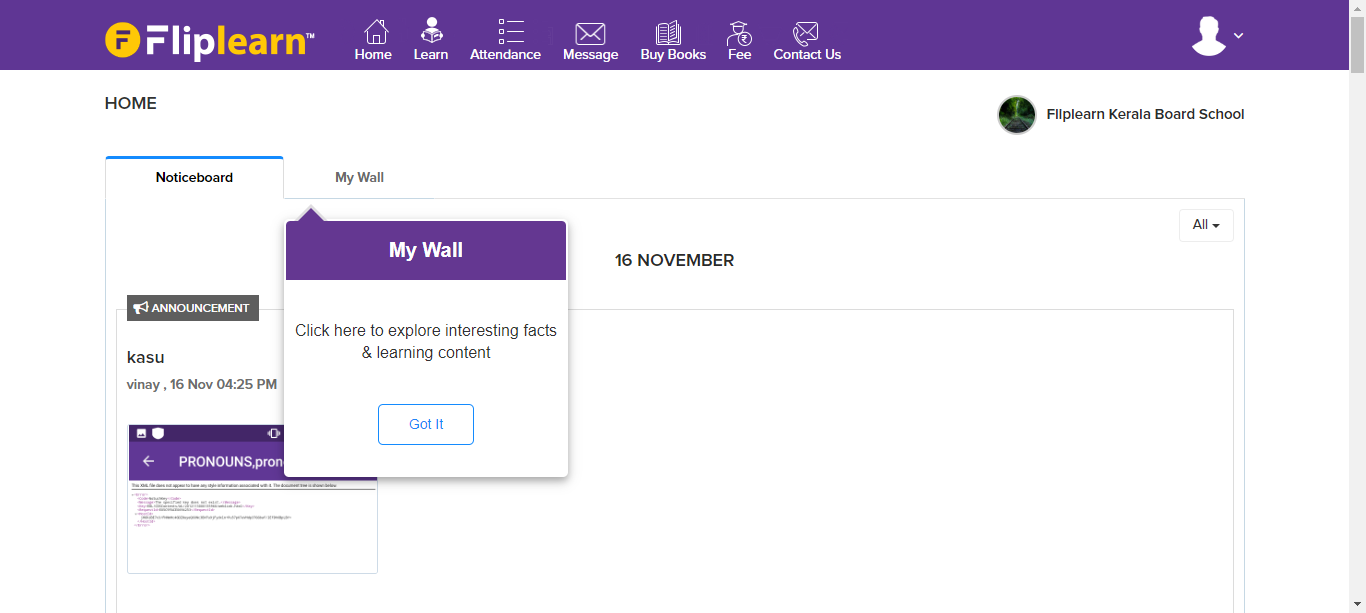 Fliplearn™
Home Learn Attendance Message Buy Books Fee Contact Us
HOME
Fliplearn Kerala Board School
Noticeboard My Wall
All
My Wall
16 NOVEMBER
ANNOUNCEMENT
Click here to explore interesting facts
& learning content
kasu
vinay , 16 Nov 04:25 PM
Got It
PRONOUNS,pron
This XML file does not appear to have any style information associated with it. The document tree is shown below.